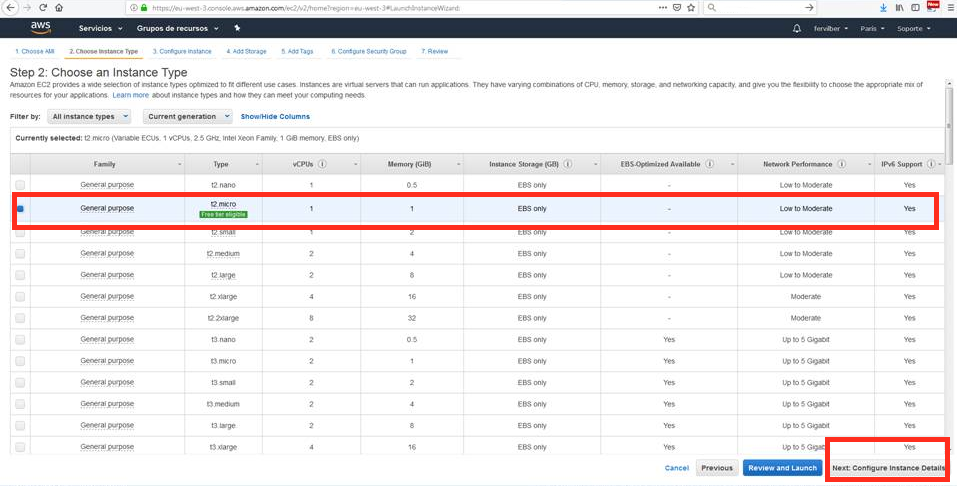 https://eu-west-3.console.aws.amazon.com/ec2/v2/home?region=eu-west-3#LaunchInstanceWizard:
New
aws Servicios Grupos de recursos ferviber Paris Soporte
1. Choose AMI 2. Choose Instance Type 3. Configure Instance 4. Add Storage 5. Add Tags 6. Configure Security Group 7. Review
Step 2: Choose an Instance Type
Amazon EC2 provides a wide selection of instance types optimized to fit different use cases. Instances are virtual servers that can run applications. They have varying combinations of CPU, memory, storage, and networking capacity, and give you the flexibility to choose the appropriate mix of
resources for your applications. Learn more about instance types and how they can meet your computing needs.
Filter by: All instance types Current generation Show/Hide Columns
Currently selected: t2.micro (Variable ECUs, 1 vCPUs, 2.5 GHz, Intel Xeon Family, 1 GiB memory, EBS only)
Family Type vCPUs Memory (GiB) Instance Storage (GB) EBS-Optimized Available Network Performance IPv6 Support
General purpose t2.nano 1 0.5 EBS only - Low to Moderate Yes
General purpose t2.micro 1 1 EBS only - Low to Moderate Yes
Free tier eligible
General purpose t2.small 1 2 EBS only - Low to Moderate Yes
General purpose t2.medium 2 4 EBS only - Low to Moderate Yes
General purpose t2.large 2 8 EBS only - Low to Moderate Yes
General purpose t2.xlarge 4 16 EBS only - Moderate Yes
General purpose t2.2xlarge 8 32 EBS only - Moderate Yes
General purpose t3.nano 2 0.5 EBS only Yes Up to 5 Gigabit Yes
General purpose t3.micro 2 1 EBS only Yes Up to 5 Gigabit Yes
General purpose t3.small 2 2 EBS only Yes Up to 5 Gigabit Yes
General purpose t3.medium 2 4 EBS only Yes Up to 5 Gigabit Yes
General purpose t3.large 2 8 EBS only Yes Up to 5 Gigabit Yes
General purpose t3.xlarge 4 16 EBS only Yes Up to 5 Gigabit Yes
Cancel Previous Review and Launch Next: Configure Instance Details